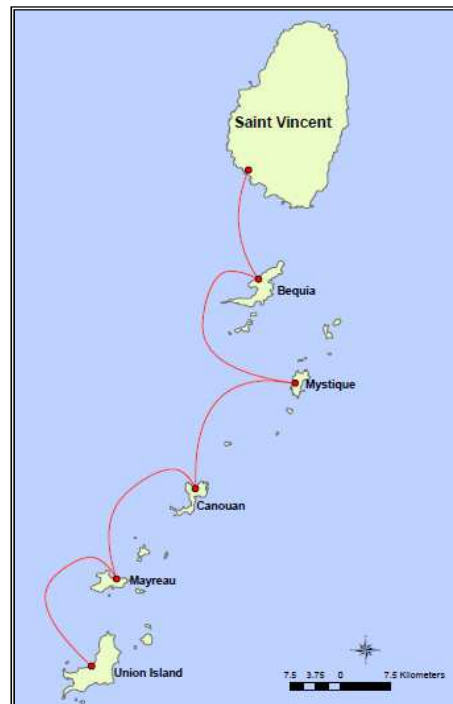 Saint Vincent
Bequia
Mystique
Canouan
Mayreau
Union Island
7.5 3.75 0 7.5 Kilometers